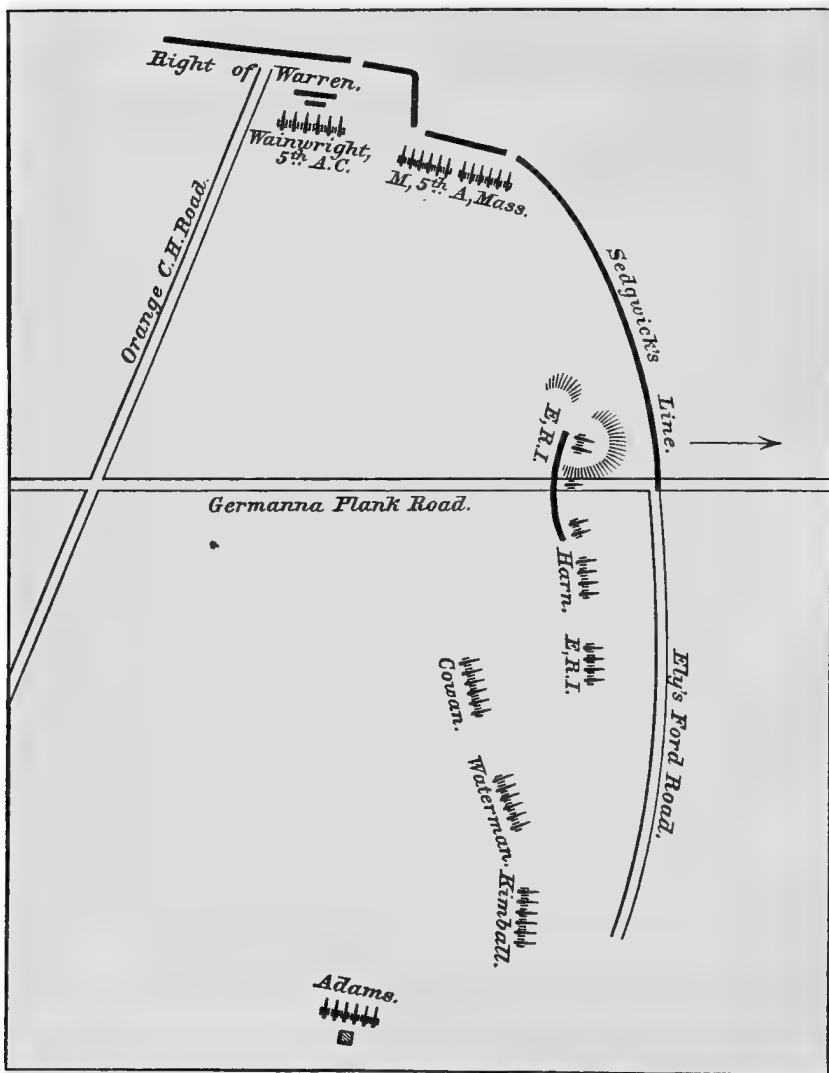 Right of Warren.
Wainwright,
5th A.C.
M, 5th A, Mass.
Orange C.H. Road.
Sedgwick's Line.
E, R.I.
Germanna Plank Road.
Harn.
E, R.I.
Cowan.
Ely's Ford Road.
Waterman.
Kimball.
Adams.